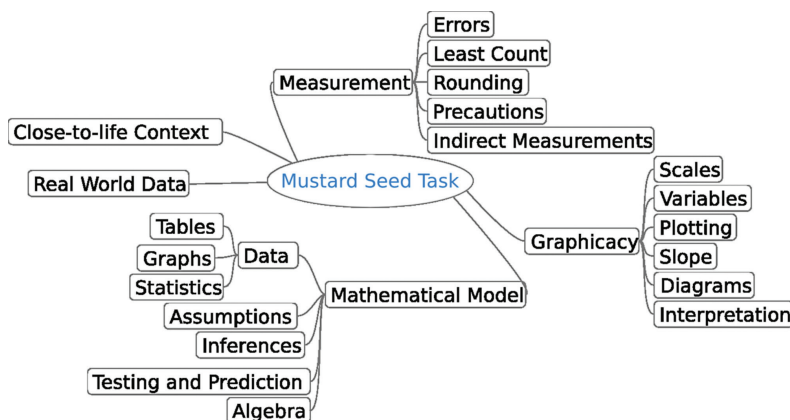 Errors
Least Count
Measurement
Rounding
Precautions
Indirect Measurements
Close-to-life Context
Real World Data
Mustard Seed Task
Scales
Variables
Plotting
Graphicacy
Slope
Diagrams
Interpretation
Tables
Graphs
Data
Statistics
Mathematical Model
Assumptions
Inferences
Testing and Prediction
Algebra